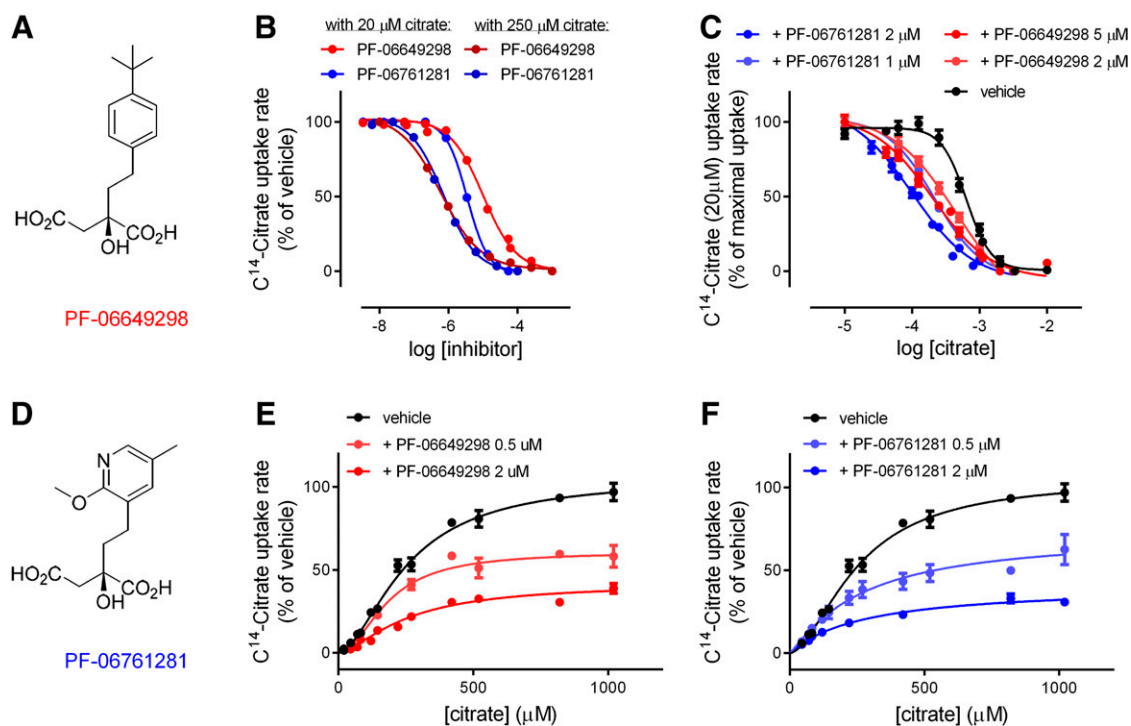 A
HO₂C
CO₂H
OH
PF-06649298
B
with 20 µM citrate: with 250 µM citrate:
PF-06649298 PF-06649298
PF-06761281 PF-06761281
C¹⁴-Citrate uptake rate
(% of vehicle)
100
50
0
-8 -6 -4
log [inhibitor]
C
+ PF-06761281 2 µM + PF-06649298 5 µM
+ PF-06761281 1 µM + PF-06649298 2 µM
vehicle
C¹⁴-Citrate (20µM) uptake rate
(% of maximal uptake)
100
50
0
-5 -4 -3 -2
log [citrate]
D
N
O
HO₂C
CO₂H
OH
PF-06761281
E
vehicle
+ PF-06649298 0.5 uM
+ PF-06649298 2 uM
C¹⁴-Citrate uptake rate
(% of vehicle)
100
50
0
0 500 1000
[citrate] (µM)
F
vehicle
+ PF-06761281 0.5 µM
+ PF-06761281 2 µM
C¹⁴-Citrate uptake rate
(% of vehicle)
100
50
0
0 500 1000
[citrate] (µM)